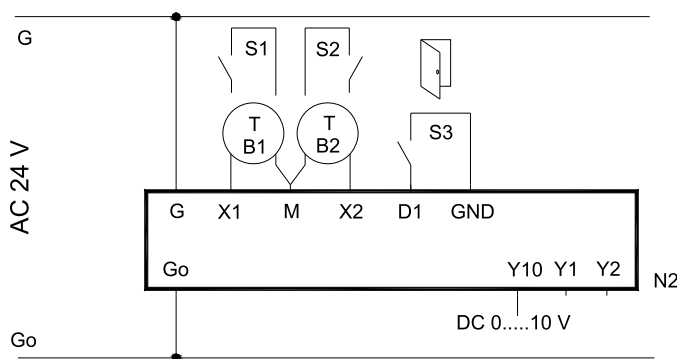 G
S1 S2
S3
T T
B1 B2
AC 24 V
G X1 M X2 D1 GND
Go Y10 Y1 Y2
N2
DC 0.....10 V
Go